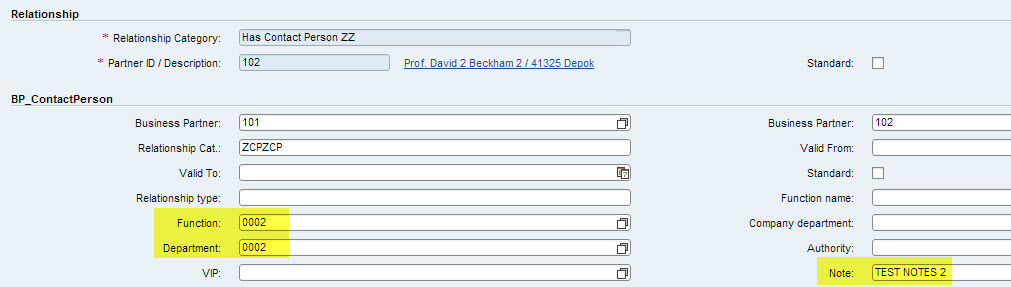 Relationship
* Relationship Category: Has Contact Person ZZ
* Partner ID / Description: 102 Prof. David 2 Beckham 2 / 41325 Depok Standard:
BP_ContactPerson
Business Partner: 101 Business Partner: 102
Relationship Cat.: ZCPZCP Valid From:
Valid To: Standard:
Relationship type: Function name:
Function: 0002 Company department:
Department: 0002 Authority:
VIP: Note: TEST NOTES 2